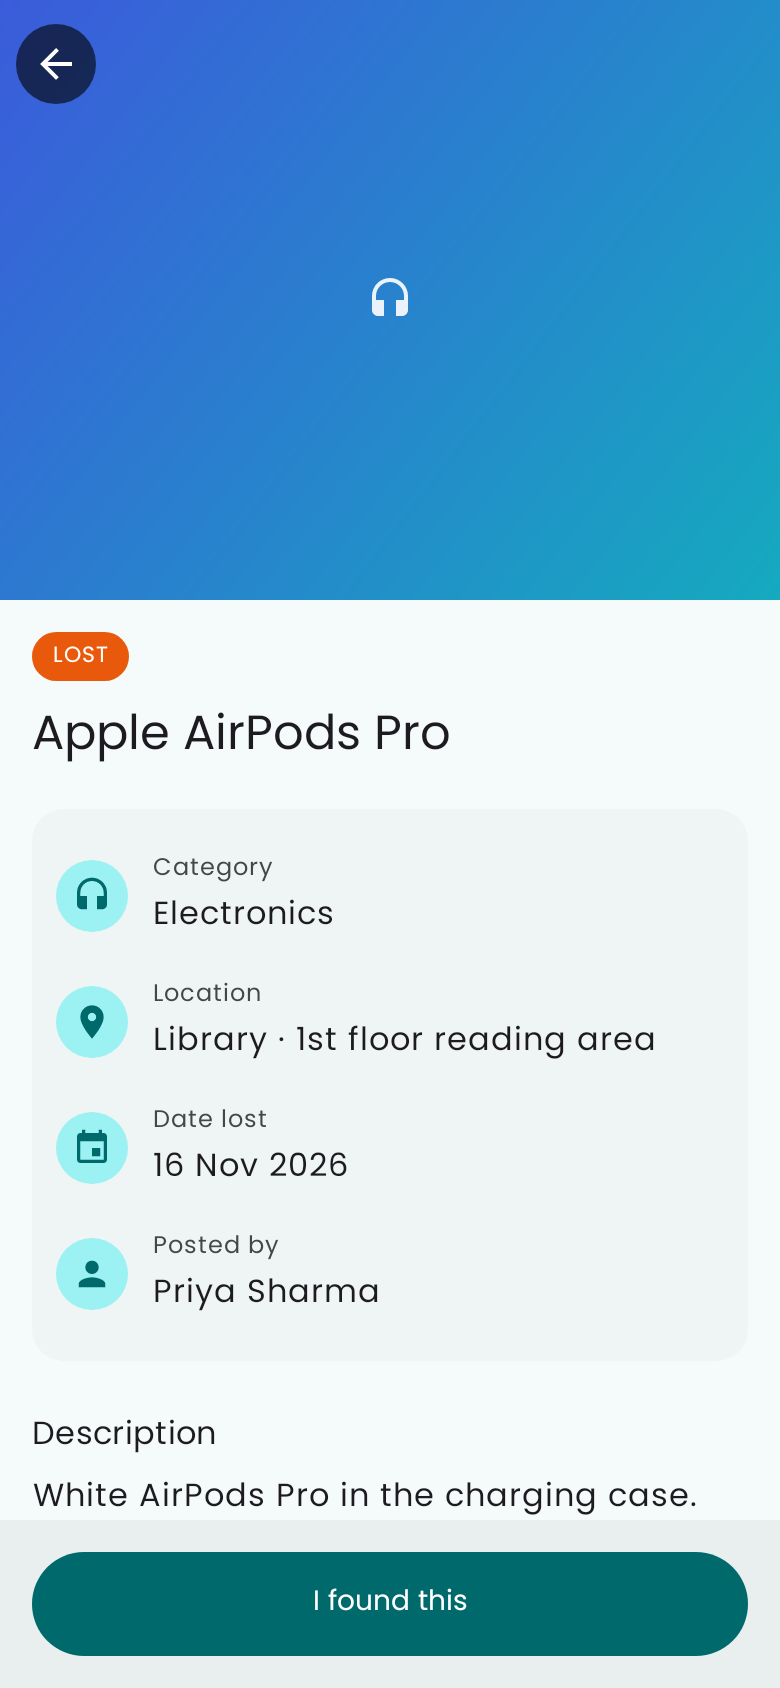 LOST
Apple AirPods Pro
Category
Electronics
Location
Library · 1st floor reading area
Date lost
16 Nov 2026
Posted by
Priya Sharma
Description
White AirPods Pro in the charging case.
I found this